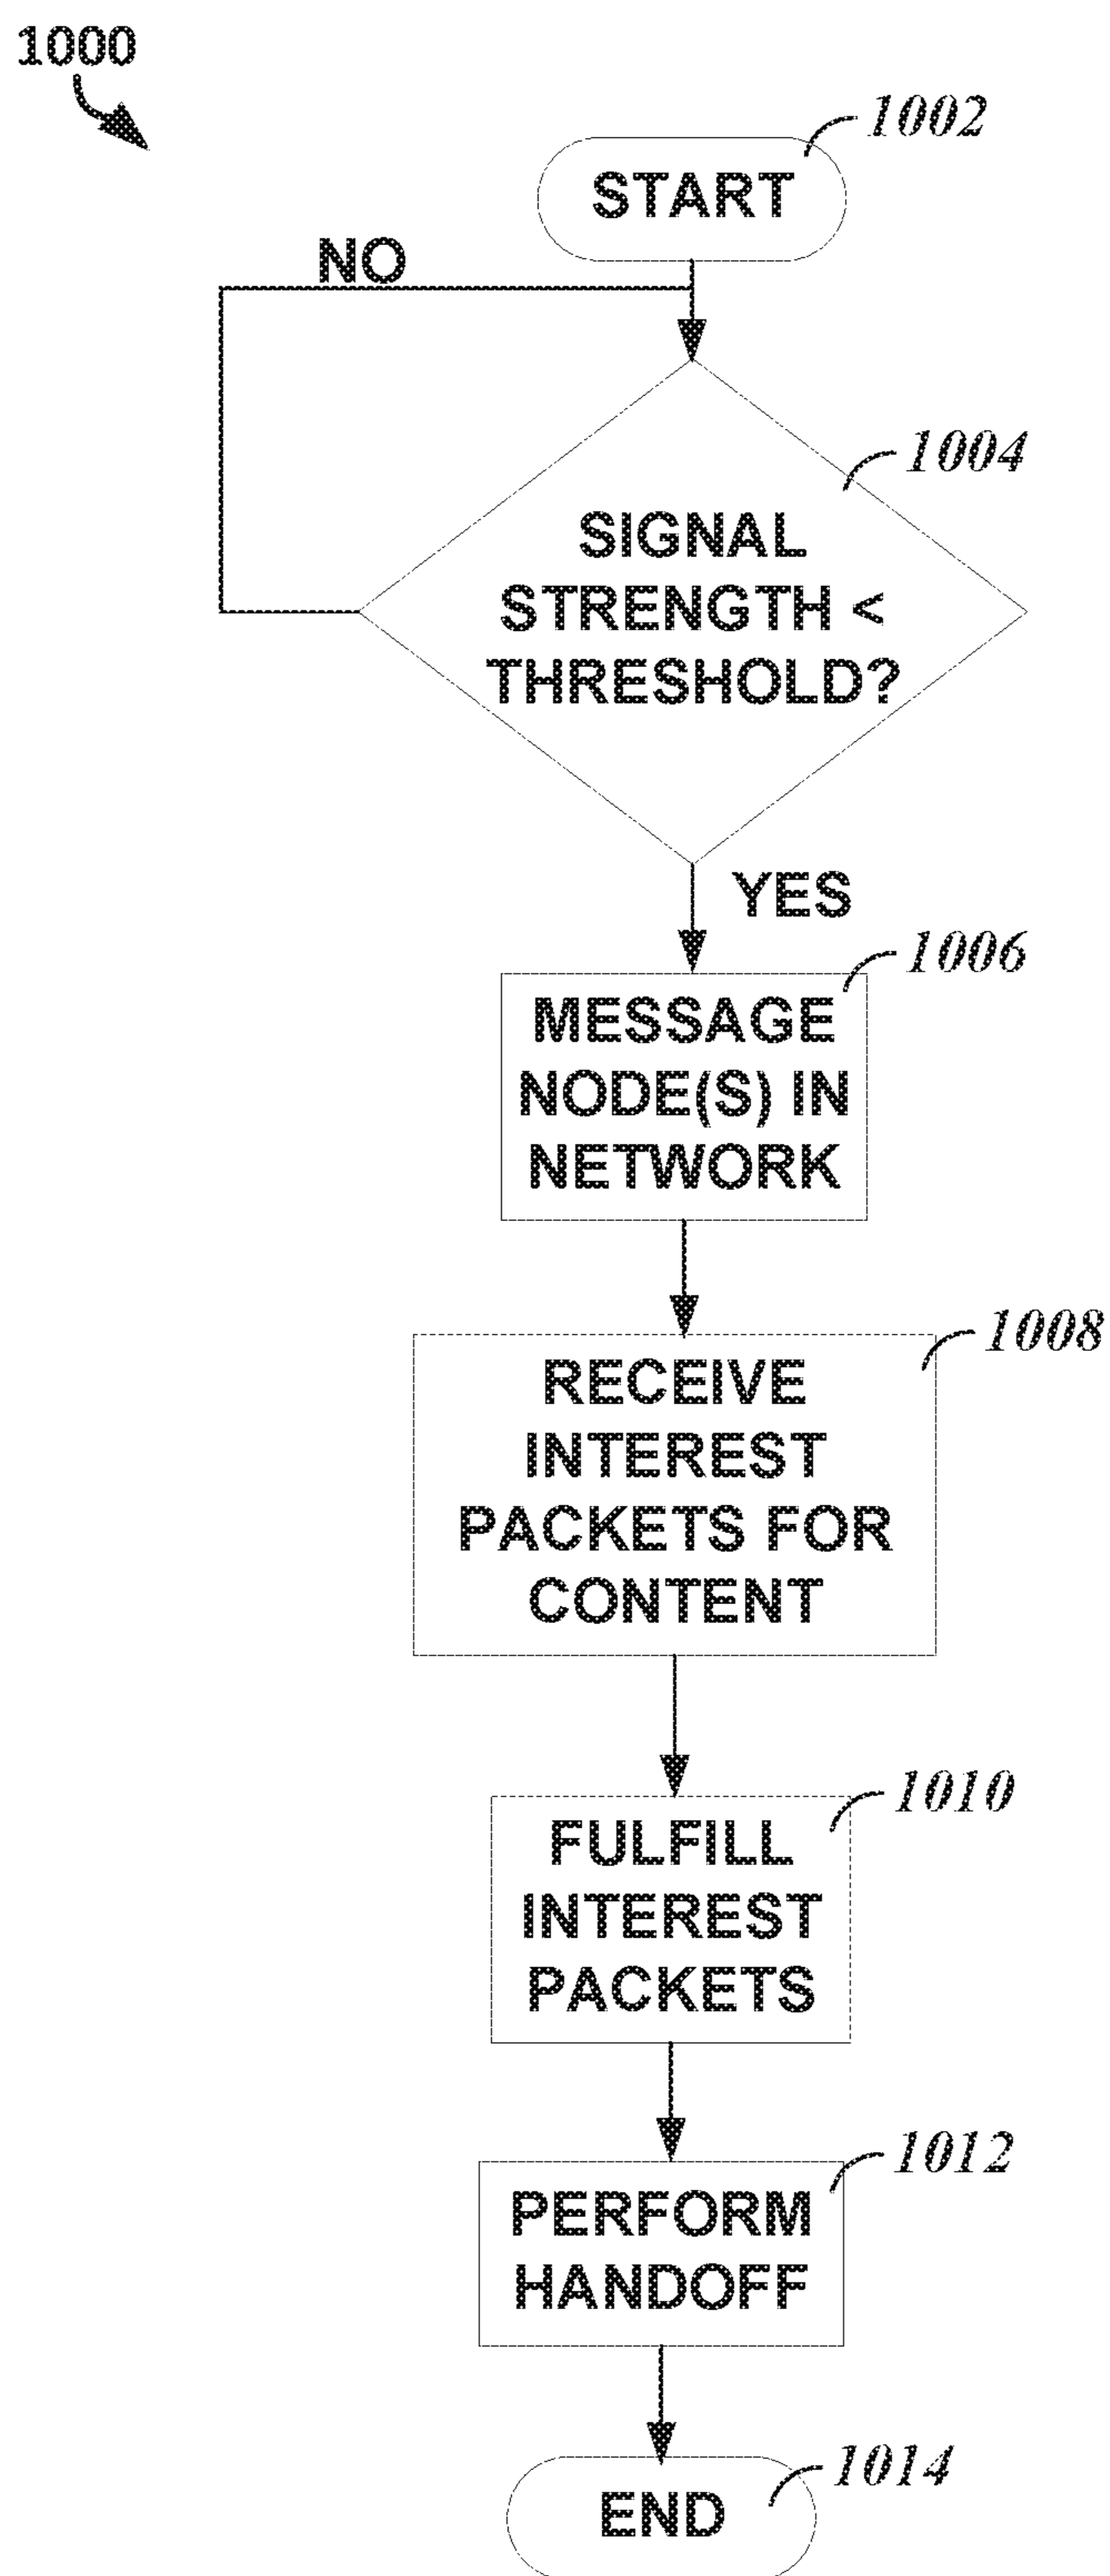 1000
1002
START
NO
1004
SIGNAL
STRENGTH <
THRESHOLD?
YES
1006
MESSAGE
NODE(S) IN
NETWORK
1008
RECEIVE
INTEREST
PACKETS FOR
CONTENT
1010
FULFILL
INTEREST
PACKETS
1012
PERFORM
HANDOFF
1014
END